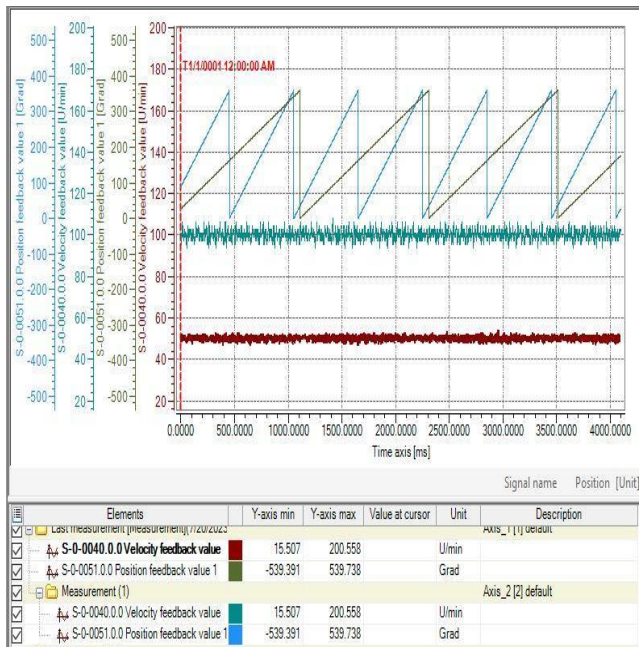 S-0-0051.0.0 Position feedback value 1 [Grad]
500
400
300
200
100
0
-100
-200
-300
-400
-500
S-0-0040.0.0 Velocity feedback value [U/min]
200
180
160
140
120
100
80
60
40
20
S-0-0051.0.0 Position feedback value 1 [Grad]
500
400
300
200
100
0
-100
-200
-300
-400
-500
S-0-0040.0.0 Velocity feedback value [U/min]
200
180
160
140
120
100
80
60
40
20
T1/1/0001 12:00:00 AM
0.0000 500.0000 1000.0000 1500.0000 2000.0000 2500.0000 3000.0000 3500.0000 4000.0000
Time axis [ms]
Signal name Position [Unit]
Elements Y-axis min Y-axis max Value at cursor Unit Description
Last measurement [Measurement](7/20/2023 Axis_1 [1] default
S-0-0040.0.0 Velocity feedback value 15.507 200.558 U/min
S-0-0051.0.0 Position feedback value 1 -539.391 539.738 Grad
Measurement (1) Axis_2 [2] default
S-0-0040.0.0 Velocity feedback value 15.507 200.558 U/min
S-0-0051.0.0 Position feedback value 1 -539.391 539.738 Grad